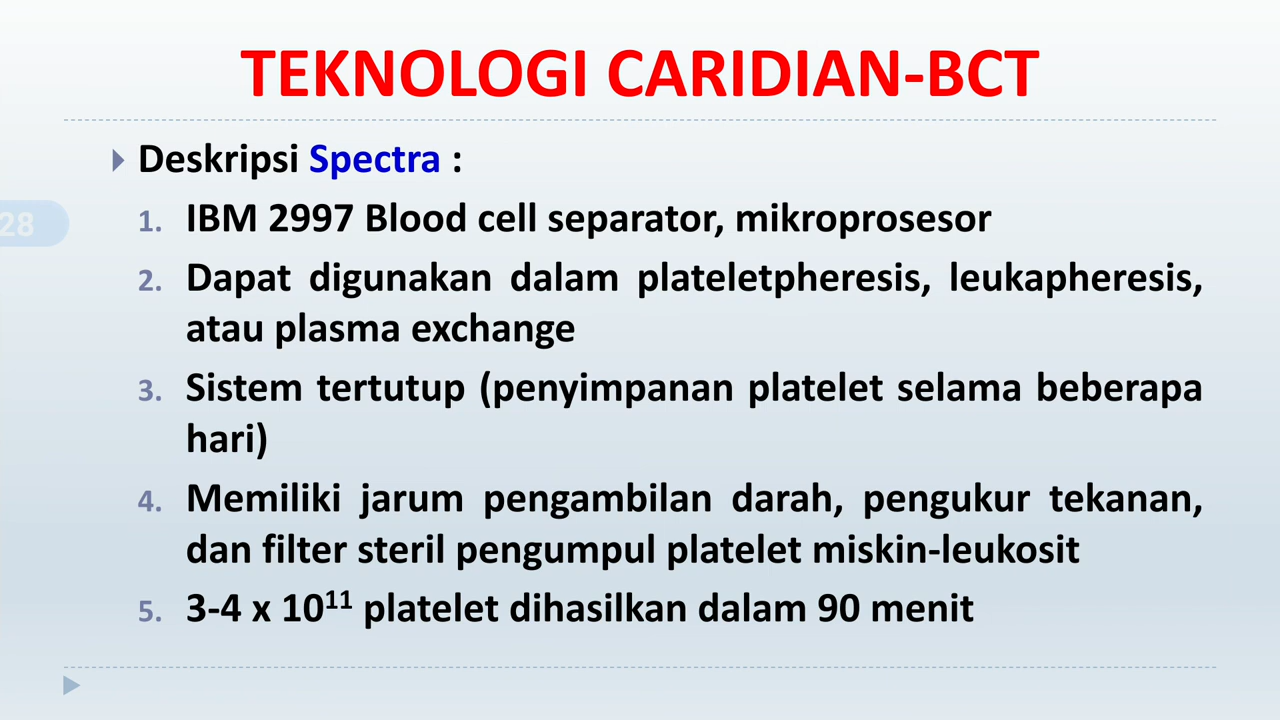 TEKNOLOGI CARIDIAN-BCT
Deskripsi Spectra :
28
1. IBM 2997 Blood cell separator, mikroprosesor
2. Dapat digunakan dalam plateletpheresis, leukapheresis,
atau plasma exchange
3. Sistem tertutup (penyimpanan platelet selama beberapa
hari)
4. Memiliki jarum pengambilan darah, pengukur tekanan,
dan filter steril pengumpul platelet miskin-leukosit
5. 3-4 x 10¹¹ platelet dihasilkan dalam 90 menit